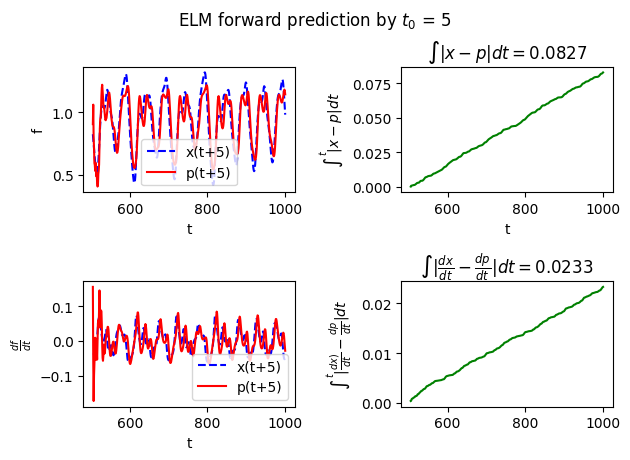 ELM forward prediction by t₀ = 5
∫|x − p|dt = 0.0827
f
1.0
0.5
x(t+5)
p(t+5)
600
800
1000
t
∫ᵗ|x − p|dt
0.075
0.050
0.025
0.000
600
800
1000
t
∫|dx/dt − dp/dt|dt = 0.0233
df/dt
0.1
0.0
−0.1
x(t+5)
p(t+5)
600
800
1000
t
∫ᵗ|dx)/dt − dp/dt|dt
0.02
0.01
0.00
600
800
1000